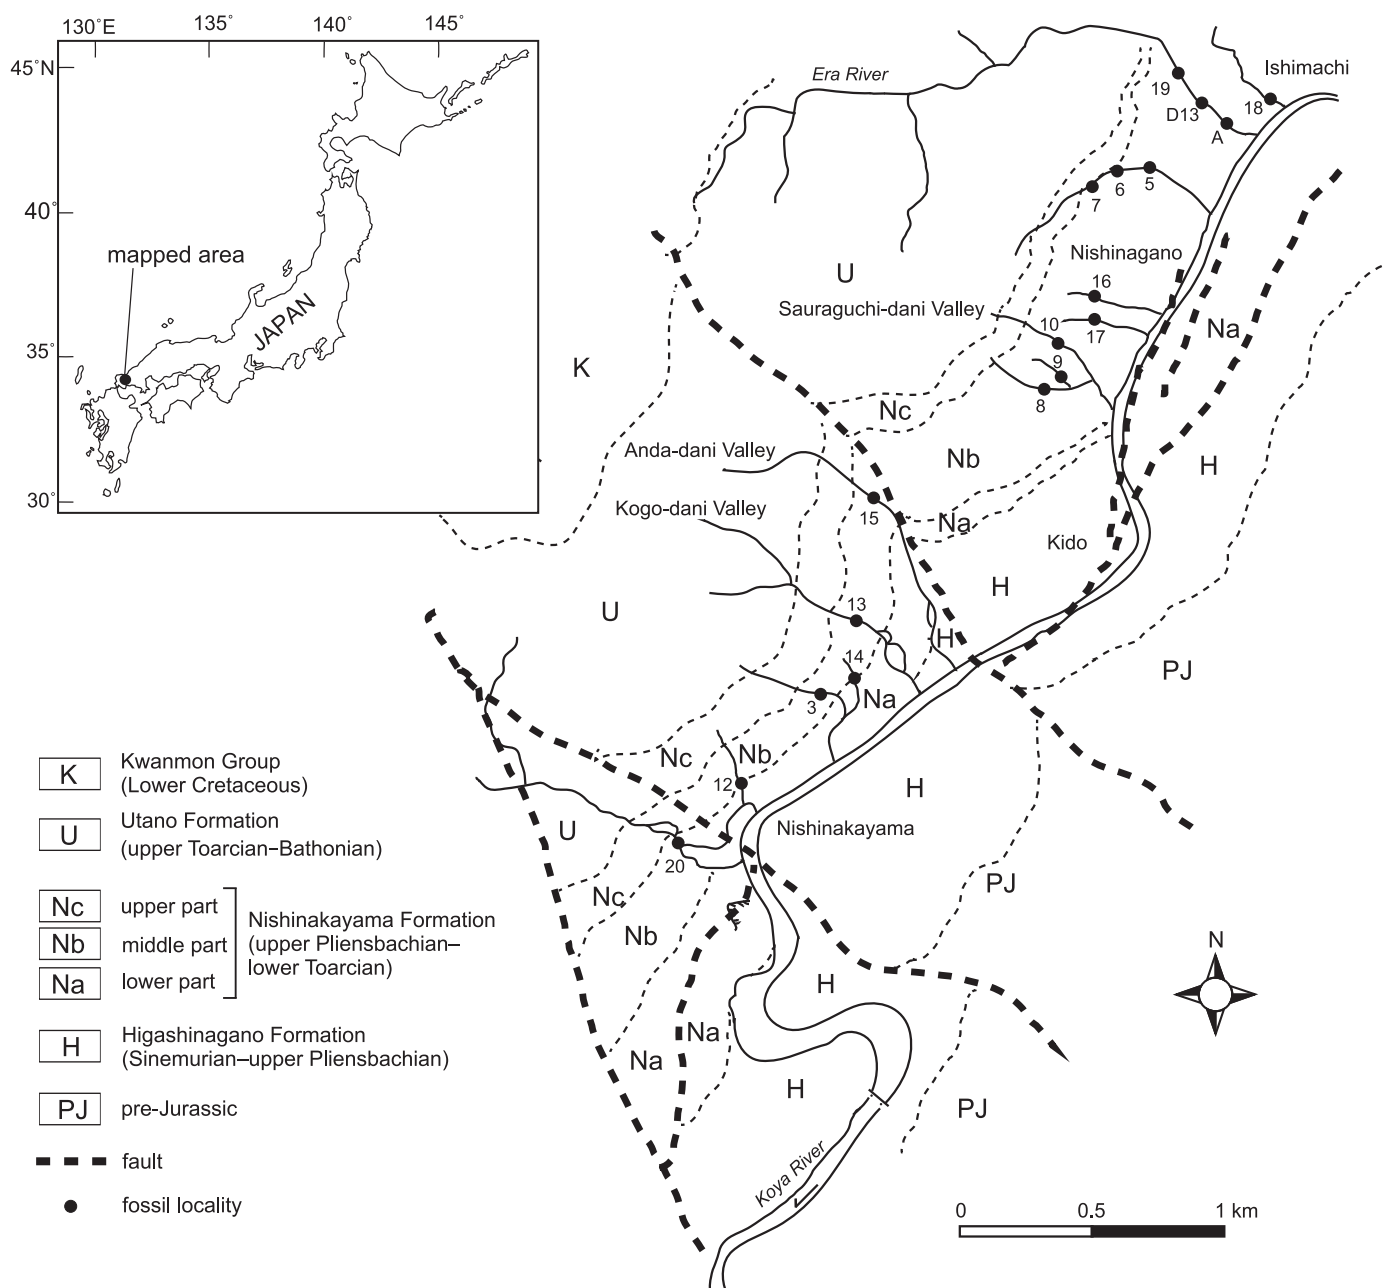 130˚E
135˚
140˚
145˚
45˚N
40˚
35˚
30˚
mapped area
JAPAN
Era River
Ishimachi
19
D13
A
18
5
6
7
Nishinagano
U
Sauraguchi-dani Valley
16
10
17
9
8
Na
K
Nc
H
Nb
Anda-dani Valley
15
Kogo-dani Valley
Na
Kido
H
U
13
H
14
PJ
3
Na
Nc
Nb
12
H
U
Nishinakayama
20
Nc
PJ
Nb
H
Na
Na
H
PJ
Koya River
N
0
0.5
1 km
K
Kwanmon Group
(Lower Cretaceous)
U
Utano Formation
(upper Toarcian–Bathonian)
Nc
upper part
Nb
middle part
Na
lower part
Nishinakayama Formation
(upper Pliensbachian–
lower Toarcian)
H
Higashinagano Formation
(Sinemurian–upper Pliensbachian)
PJ
pre-Jurassic
fault
fossil locality